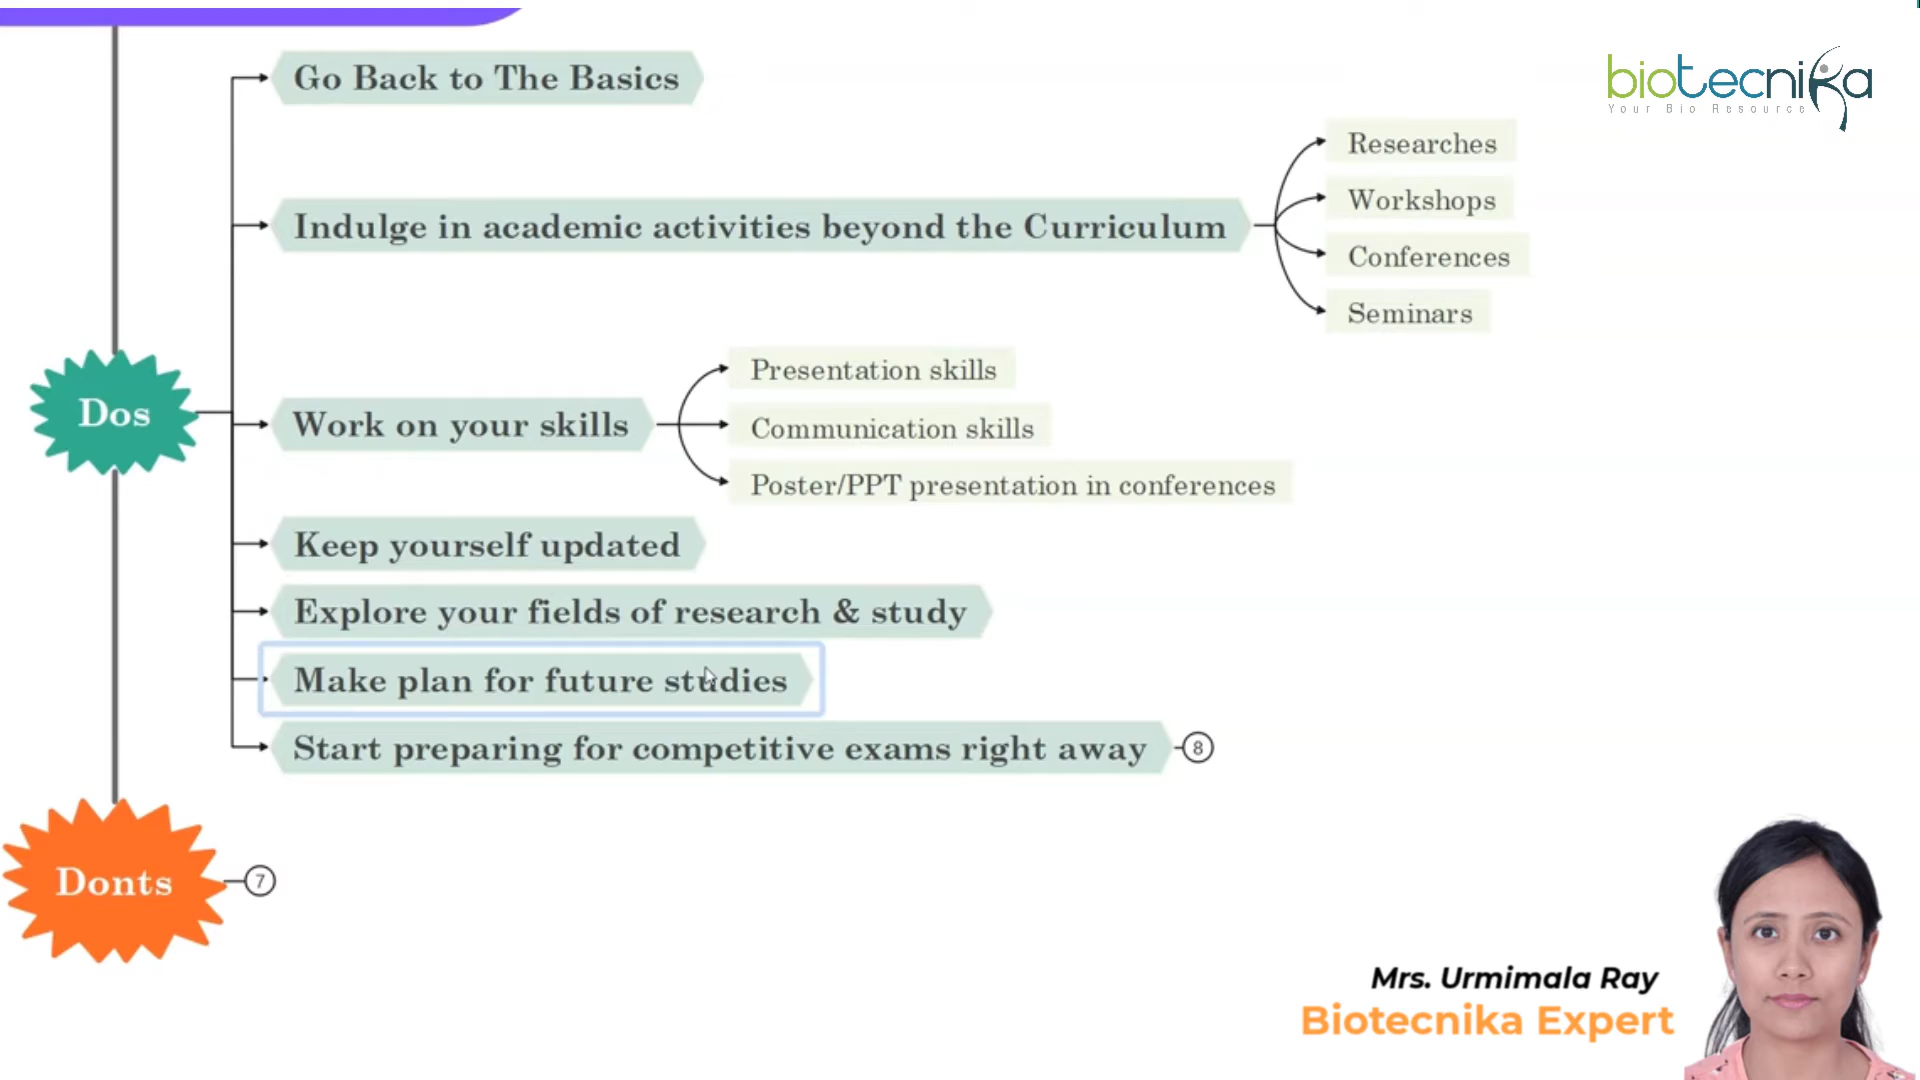 Go Back to The Basics
biotecnika
Your Bio Resource
Indulge in academic activities beyond the Curriculum
Researches
Workshops
Conferences
Seminars
Dos
Work on your skills
Presentation skills
Communication skills
Poster/PPT presentation in conferences
Keep yourself updated
Explore your fields of research & study
Make plan for future studies
Start preparing for competitive exams right away
8
Donts
7
Mrs. Urmimala Ray
Biotecnika Expert